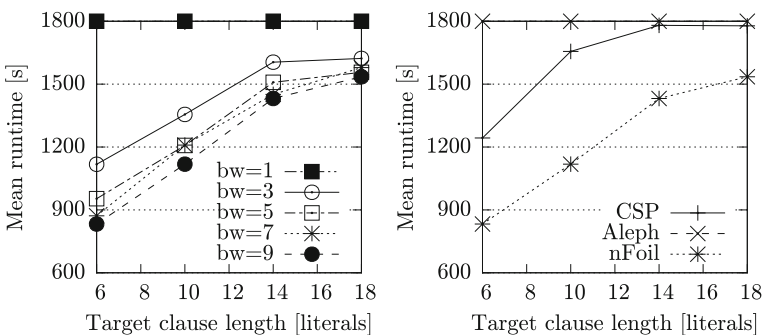 1800
1500
1200
900
600
Mean runtime [s]
bw=1
bw=3
bw=5
bw=7
bw=9
6 8 10 12 14 16 18
Target clause length [literals]
1800
1500
1200
900
600
Mean runtime [s]
CSP
Aleph
nFoil
6 8 10 12 14 16 18
Target clause length [literals]